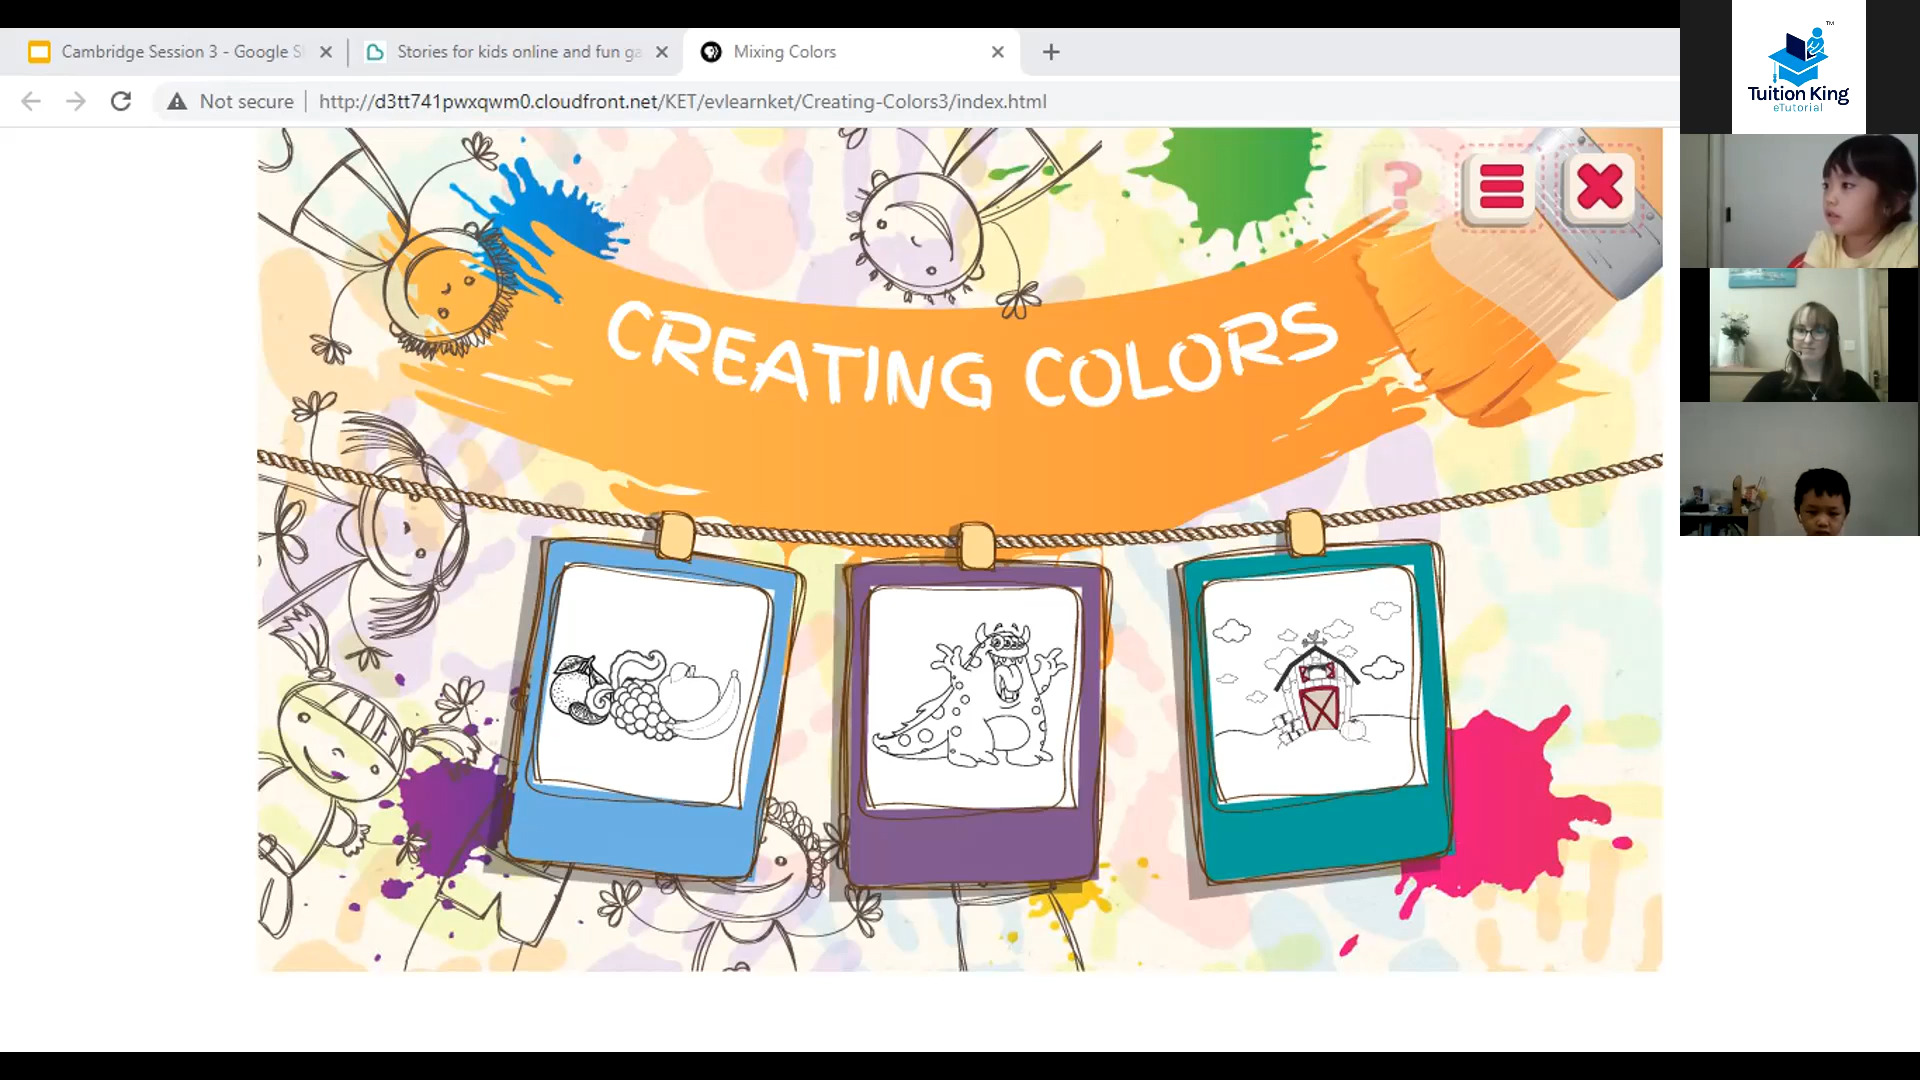 Cambridge Session 3 - Google S
Stories for kids online and fun ga
Mixing Colors
Not secure
http://d3tt741pwxqwm0.cloudfront.net/KET/evlearnket/Creating-Colors3/index.html
?
CREATING COLORS
TM
Tuition King
eTutorial